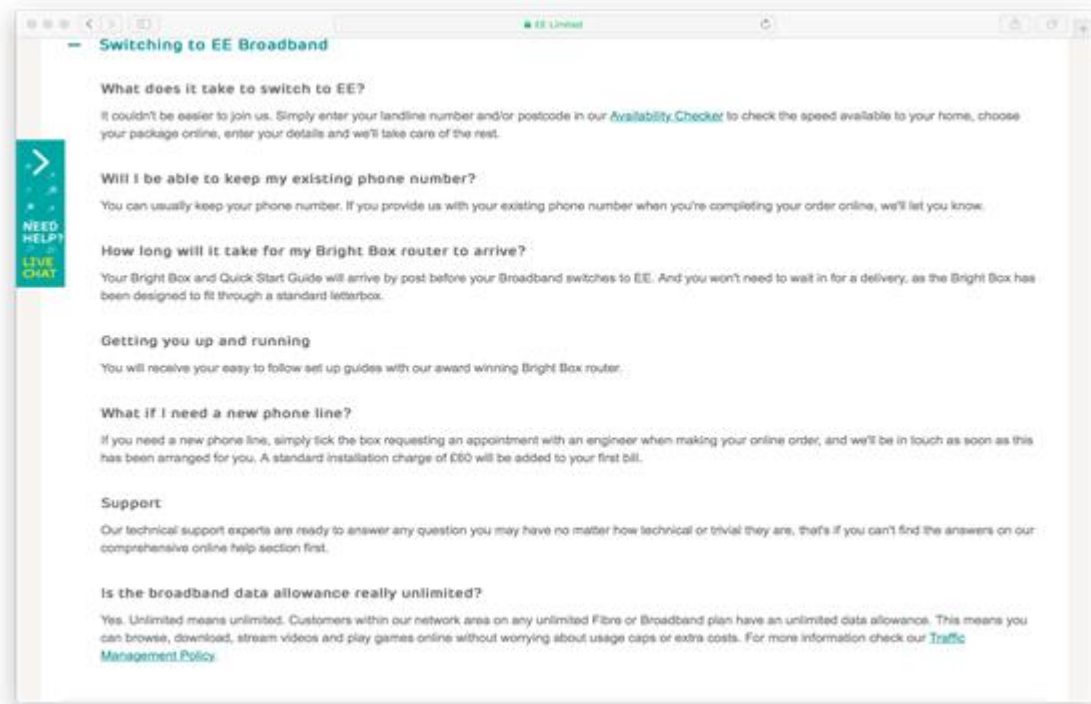 EE Limited
− Switching to EE Broadband
What does it take to switch to EE?
It couldn't be easier to join us. Simply enter your landline number and/or postcode in our Availability Checker to check the speed available to your home, choose
your package online, enter your details and we'll take care of the rest.
Will I be able to keep my existing phone number?
You can usually keep your phone number. If you provide us with your existing phone number when you're completing your order online, we'll let you know.
NEED
HELP?
LIVE
CHAT
How long will it take for my Bright Box router to arrive?
Your Bright Box and Quick Start Guide will arrive by post before your Broadband switches to EE. And you won't need to wait in for a delivery, as the Bright Box has
been designed to fit through a standard letterbox.
Getting you up and running
You will receive your easy to follow set up guides with our award winning Bright Box router.
What if I need a new phone line?
If you need a new phone line, simply tick the box requesting an appointment with an engineer when making your online order, and we'll be in touch as soon as this
has been arranged for you. A standard installation charge of £60 will be added to your first bill.
Support
Our technical support experts are ready to answer any question you may have no matter how technical or trivial they are, that's if you can't find the answers on our
comprehensive online help section first.
Is the broadband data allowance really unlimited?
Yes. Unlimited means unlimited. Customers within our network area on any unlimited Fibre or Broadband plan have an unlimited data allowance. This means you
can browse, download, stream videos and play games online without worrying about usage caps or extra costs. For more information check our Traffic
Management Policy.